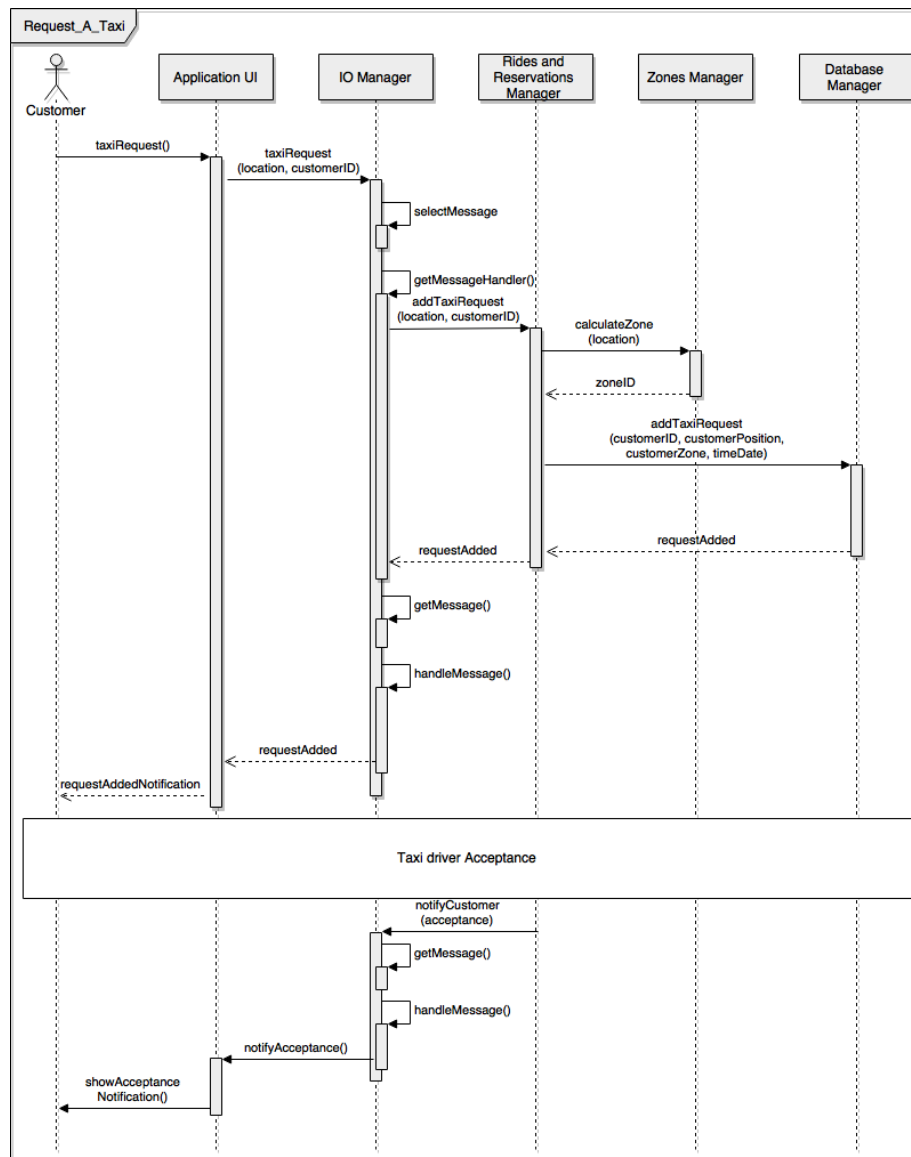 Request_A_Taxi
Customer
Application UI
IO Manager
Rides and
Reservations
Manager
Zones Manager
Database
Manager
taxiRequest()
taxiRequest
(location, customerID)
selectMessage
getMessageHandler()
addTaxiRequest
(location, customerID)
calculateZone
(location)
zoneID
addTaxiRequest
(customerID, customerPosition,
customerZone, timeDate)
requestAdded
requestAdded
getMessage()
handleMessage()
requestAdded
requestAddedNotification
Taxi driver Acceptance
notifyCustomer
(acceptance)
getMessage()
handleMessage()
notifyAcceptance()
showAcceptance
Notification()